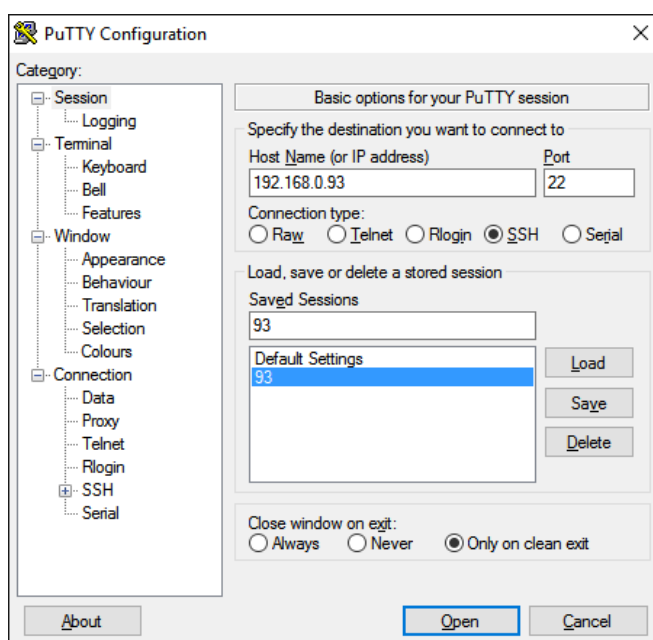 PuTTY Configuration
Category:
Session
Logging
Terminal
Keyboard
Bell
Features
Window
Appearance
Behaviour
Translation
Selection
Colours
Connection
Data
Proxy
Telnet
Rlogin
SSH
Serial
Basic options for your PuTTY session
Specify the destination you want to connect to
Host Name (or IP address) Port
192.168.0.93 22
Connection type:
Raw Telnet Rlogin SSH Serial
Load, save or delete a stored session
Saved Sessions
93
Default Settings
93
Load
Save
Delete
Close window on exit:
Always Never Only on clean exit
About Open Cancel